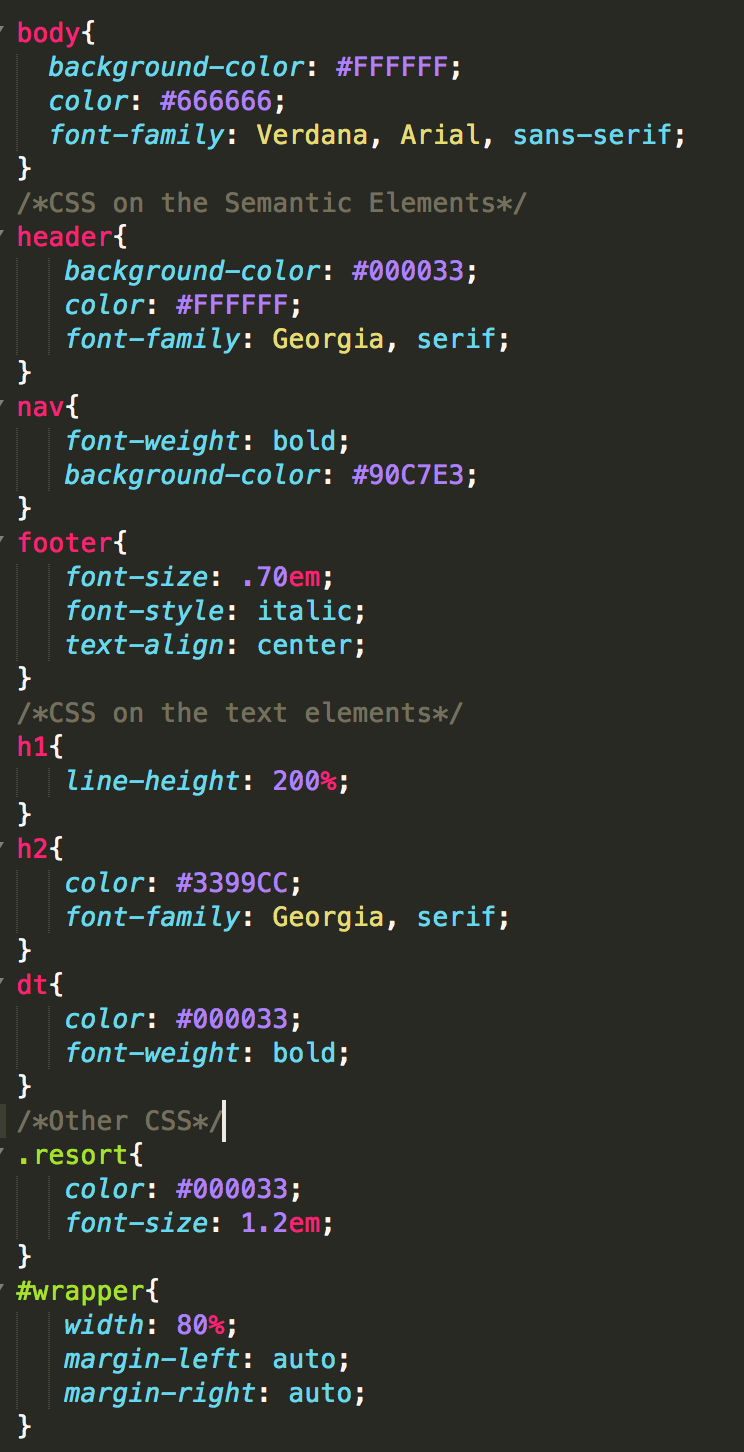 body{
  background-color: #FFFFFF;
  color: #666666;
  font-family: Verdana, Arial, sans-serif;
}
/*CSS on the Semantic Elements*/
header{
   background-color: #000033;
   color: #FFFFFF;
   font-family: Georgia, serif;
}
nav{
   font-weight: bold;
   background-color: #90C7E3;
}
footer{
   font-size: .70em;
   font-style: italic;
   text-align: center;
}
/*CSS on the text elements*/
h1{
   line-height: 200%;
}
h2{
   color: #3399CC;
   font-family: Georgia, serif;
}
dt{
   color: #000033;
   font-weight: bold;
}
/*Other CSS*/
.resort{
   color: #000033;
   font-size: 1.2em;
}
#wrapper{
   width: 80%;
   margin-left: auto;
   margin-right: auto;
}